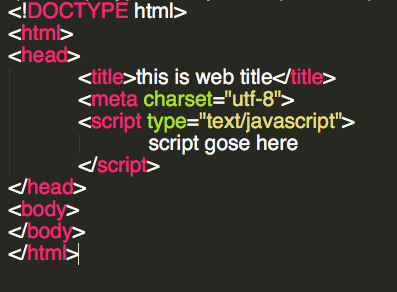 <!DOCTYPE html>
<html>
<head>
<title>this is web title</title>
<meta charset="utf-8">
<script type="text/javascript">
script gose here
</script>
</head>
<body>
</body>
</html>